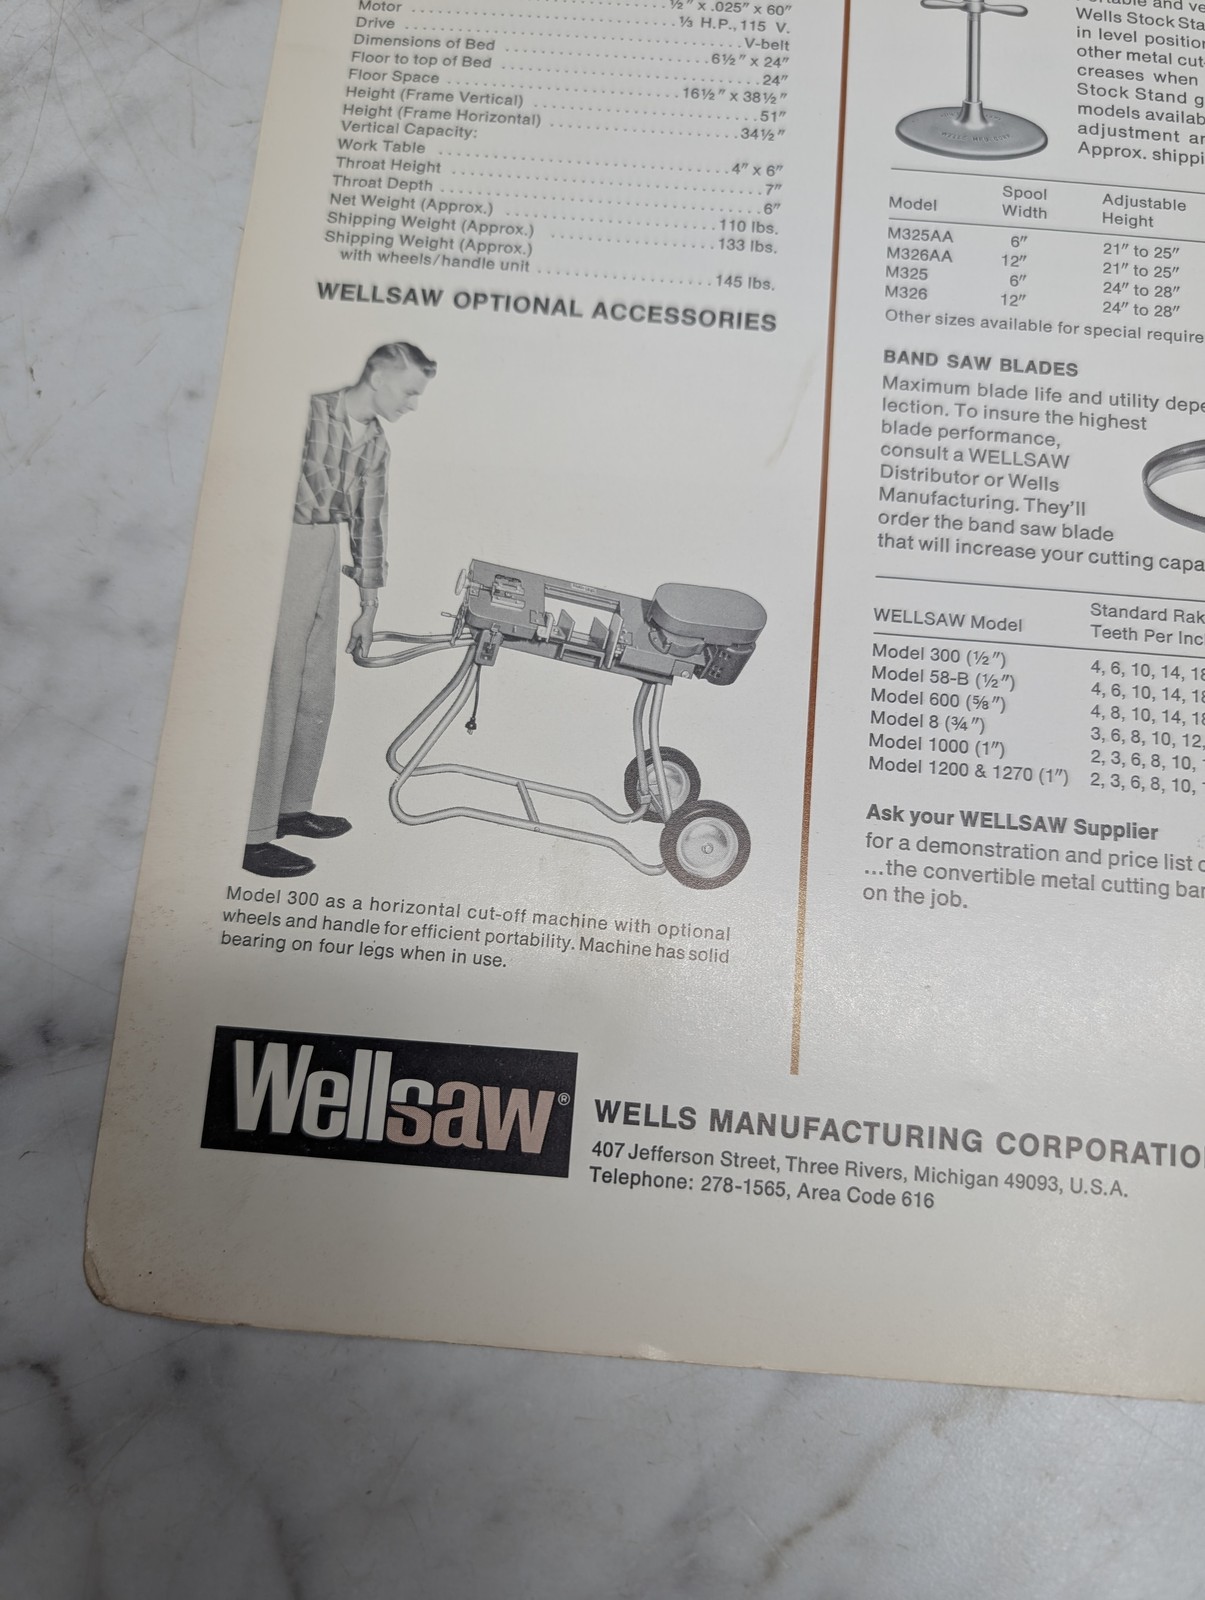 ½" x .025" x 60"
Motor ⅓ H.P., 115 V.
Drive V-belt
Dimensions of Bed 6½" x 24"
Floor to top of Bed 24"
Floor Space 16½" x 38½"
Height (Frame Vertical) 51"
Height (Frame Horizontal) 34½"
Vertical Capacity:
Work Table 4" x 6"
Throat Height 7"
Throat Depth 6"
Net Weight (Approx.) 110 lbs.
Shipping Weight (Approx.) 133 lbs.
Shipping Weight (Approx.)
with wheels/handle unit 145 lbs.
WELLSAW OPTIONAL ACCESSORIES
Model 300 as a horizontal cut-off machine with optional
wheels and handle for efficient portability. Machine has solid
bearing on four legs when in use.
and ve
Wells Stock Sta
in level position
other metal cut-
creases when
Stock Stand g
models availab
adjustment an
Approx. shippi
Model Spool Width Adjustable Height
M325AA 6" 21" to 25"
M326AA 12" 21" to 25"
M325 6" 24" to 28"
M326 12" 24" to 28"
Other sizes available for special require
BAND SAW BLADES
Maximum blade life and utility depe
lection. To insure the highest
blade performance,
consult a WELLSAW
Distributor or Wells
Manufacturing. They'll
order the band saw blade
that will increase your cutting capa
WELLSAW Model Standard Rak Teeth Per Inc
Model 300 (½") 4, 6, 10, 14, 18
Model 58-B (½") 4, 6, 10, 14, 18
Model 600 (⅝") 4, 8, 10, 14, 18
Model 8 (¾") 3, 6, 8, 10, 12,
Model 1000 (1") 2, 3, 6, 8, 10,
Model 1200 & 1270 (1") 2, 3, 6, 8, 10,
Ask your WELLSAW Supplier
for a demonstration and price list
...the convertible metal cutting ban
on the job.
Wellsaw®
WELLS MANUFACTURING CORPORATIO
407 Jefferson Street, Three Rivers, Michigan 49093, U.S.A.
Telephone: 278-1565, Area Code 616